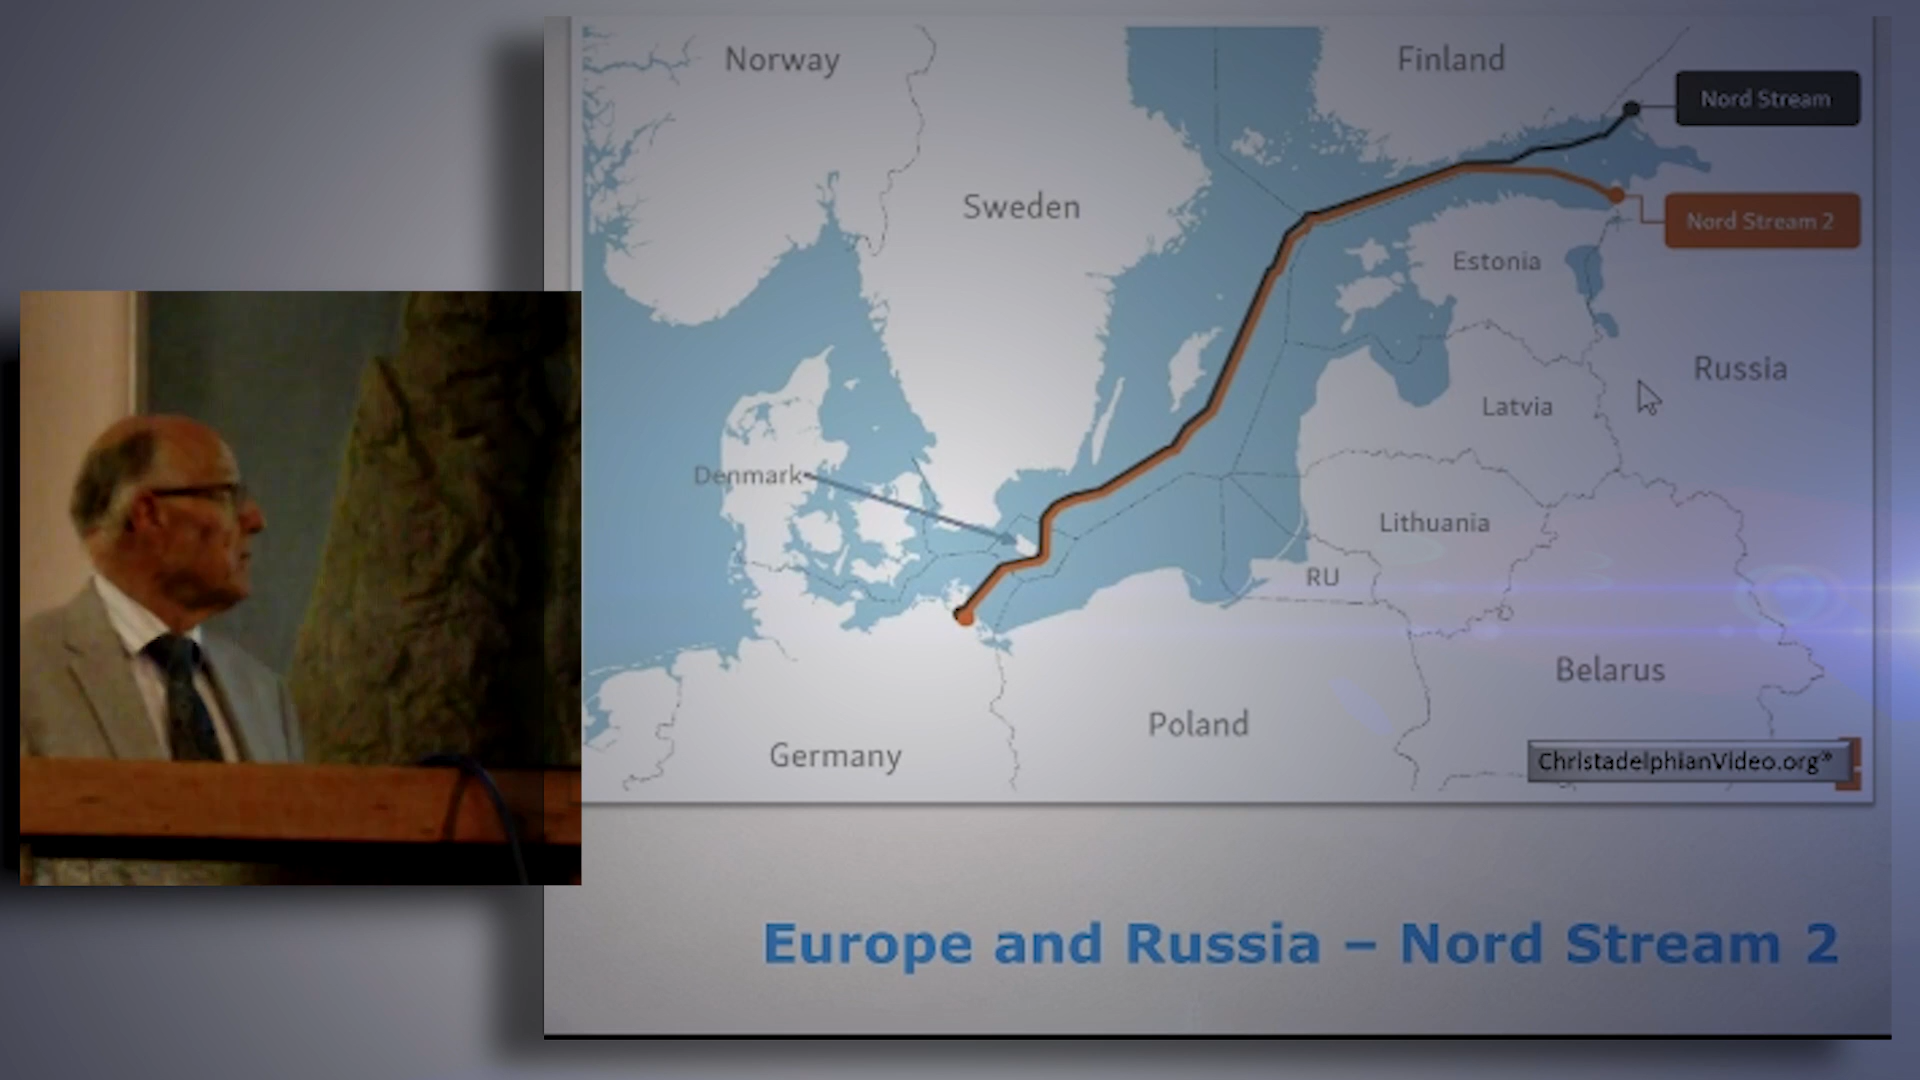 Norway
Finland
Nord Stream
Sweden
Nord Stream 2
Estonia
Russia
Latvia
Denmark
Lithuania
RU
Belarus
Poland
Germany
ChristadelphianVideo.org®
Europe and Russia – Nord Stream 2